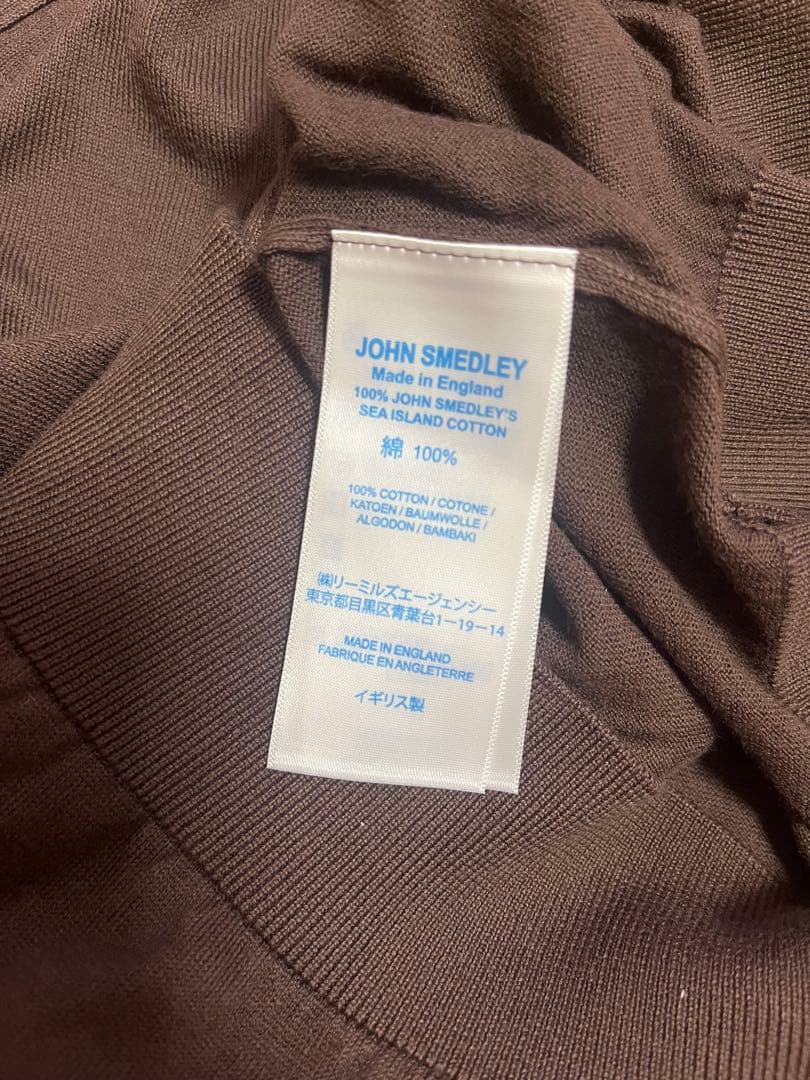 JOHN SMEDLEY
Made in England
100% JOHN SMEDLEY'S
SEA ISLAND COTTON
綿 100%
100% COTTON / COTONE /
KATOEN / BAUMWOLLE /
ALGODON / BAMBAKI
㈱リーミルズエージェンシー
東京都目黒区青葉台1-19-14
MADE IN ENGLAND
FABRIQUE EN ANGLETERRE
イギリス製